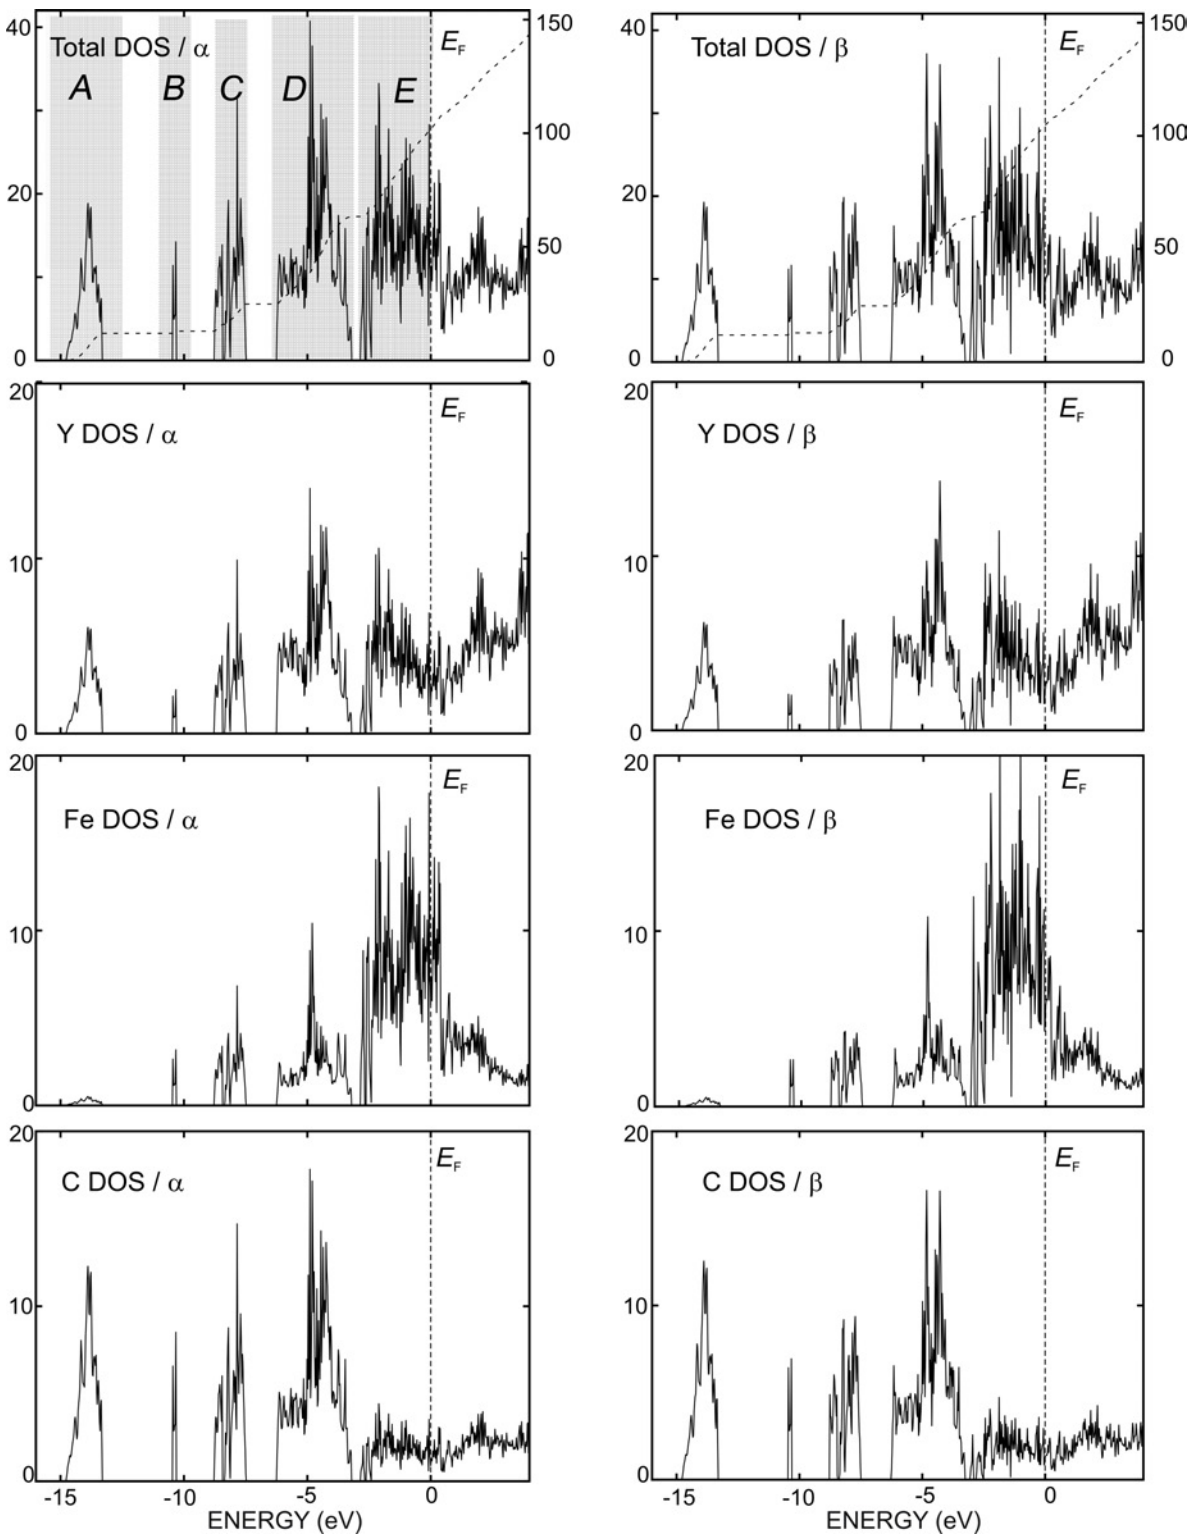 40
20
0
Total DOS / α
A
B
C
D
E
E_F
150
100
50
0
40
20
0
Total DOS / β
E_F
150
100
50
0
20
10
0
Y DOS / α
E_F
20
10
0
Y DOS / β
E_F
20
10
0
Fe DOS / α
E_F
20
10
0
Fe DOS / β
E_F
20
10
0
C DOS / α
E_F
-15 -10 -5 0
ENERGY (eV)
20
10
0
C DOS / β
E_F
-15 -10 -5 0
ENERGY (eV)